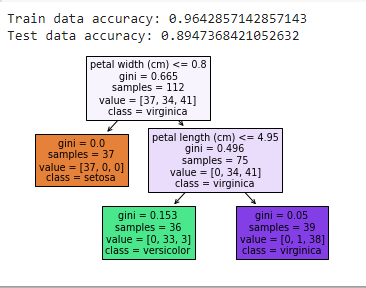 Train data accuracy: 0.9642857142857143
Test data accuracy: 0.8947368421052632
petal width (cm) <= 0.8
gini = 0.665
samples = 112
value = [37, 34, 41]
class = virginica
gini = 0.0
samples = 37
value = [37, 0, 0]
class = setosa
petal length (cm) <= 4.95
gini = 0.496
samples = 75
value = [0, 34, 41]
class = virginica
gini = 0.153
samples = 36
value = [0, 33, 3]
class = versicolor
gini = 0.05
samples = 39
value = [0, 1, 38]
class = virginica